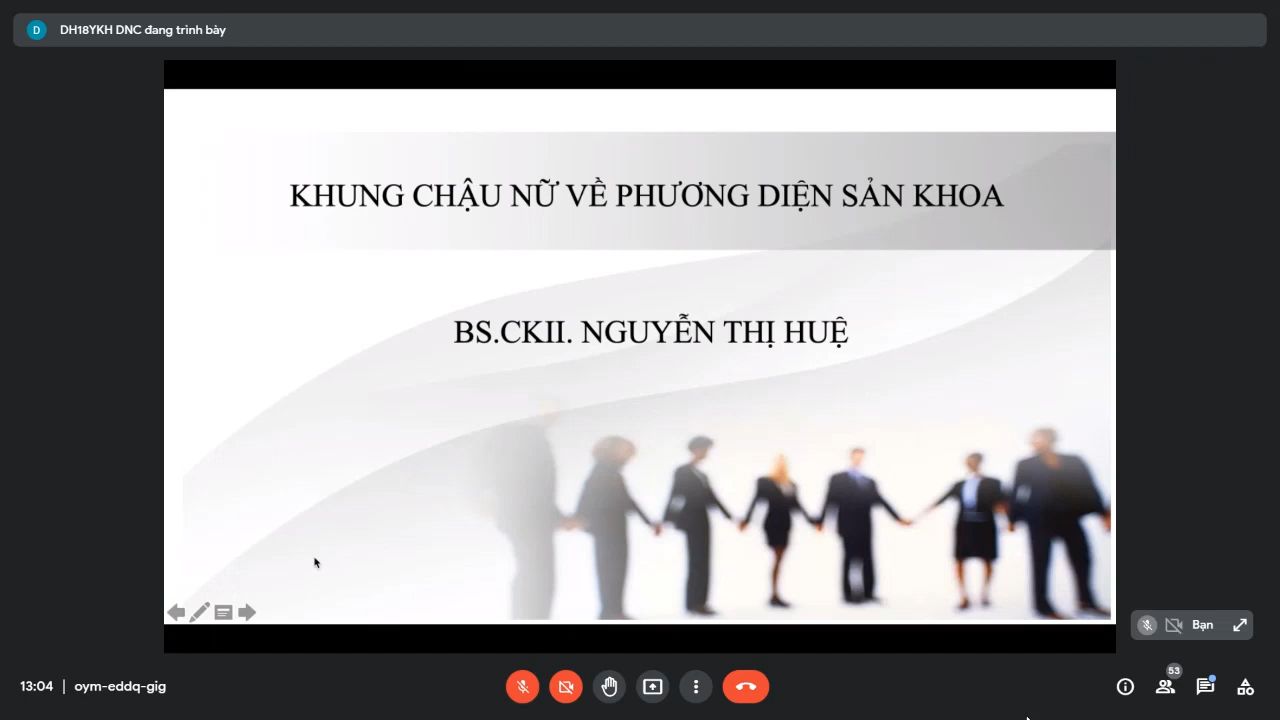 D
DH18YKH DNC đang trình bày
KHUNG CHẬU NỮ VỀ PHƯƠNG DIỆN SẢN KHOA
BS.CKII. NGUYỄN THỊ HUỆ
Bạn
53
13:04 | oym-eddq-gig